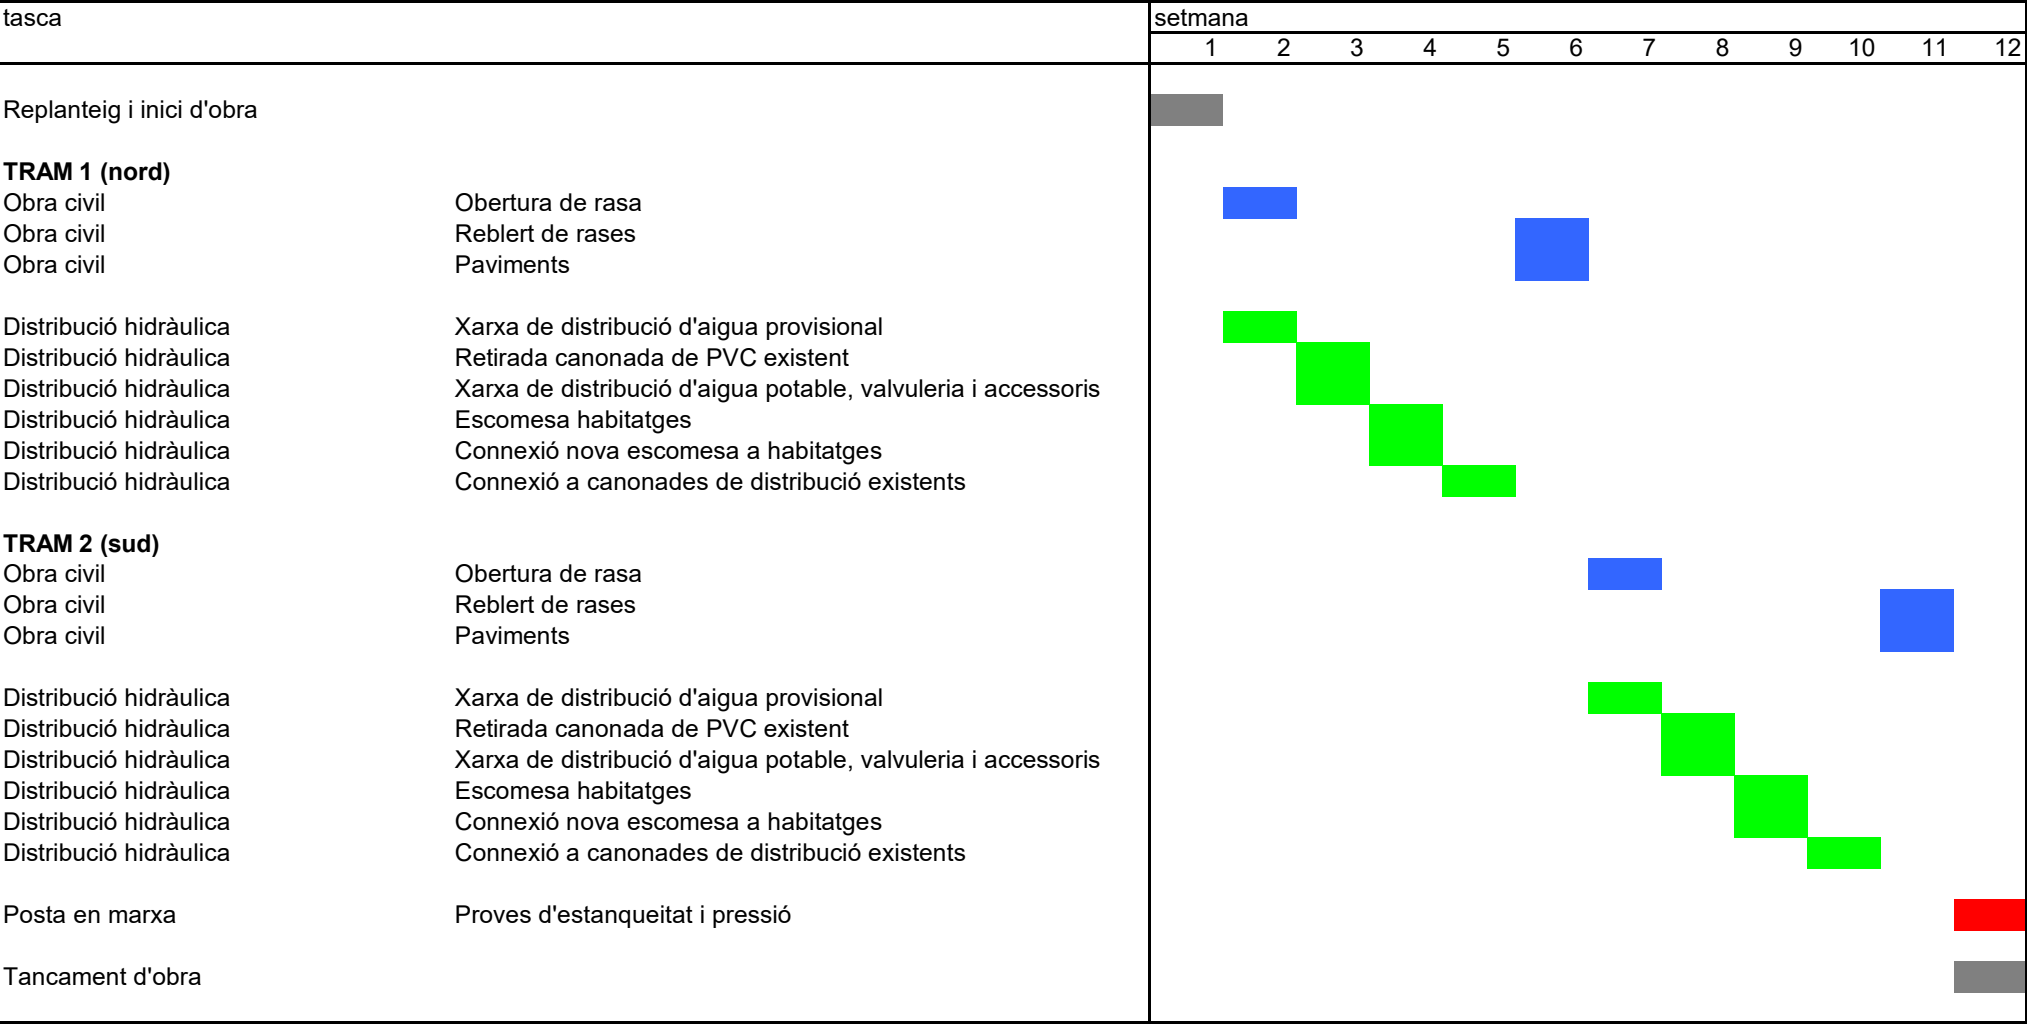 tasca setmana
1 2 3 4 5 6 7 8 9 10 11 12
Replanteig i inici d'obra
TRAM 1 (nord)
Obra civil Obertura de rasa
Obra civil Reblert de rases
Obra civil Paviments
Distribució hidràulica Xarxa de distribució d'aigua provisional
Distribució hidràulica Retirada canonada de PVC existent
Distribució hidràulica Xarxa de distribució d'aigua potable, valvuleria i accessoris
Distribució hidràulica Escomesa habitatges
Distribució hidràulica Connexió nova escomesa a habitatges
Distribució hidràulica Connexió a canonades de distribució existents
TRAM 2 (sud)
Obra civil Obertura de rasa
Obra civil Reblert de rases
Obra civil Paviments
Distribució hidràulica Xarxa de distribució d'aigua provisional
Distribució hidràulica Retirada canonada de PVC existent
Distribució hidràulica Xarxa de distribució d'aigua potable, valvuleria i accessoris
Distribució hidràulica Escomesa habitatges
Distribució hidràulica Connexió nova escomesa a habitatges
Distribució hidràulica Connexió a canonades de distribució existents
Posta en marxa Proves d'estanqueitat i pressió
Tancament d'obra